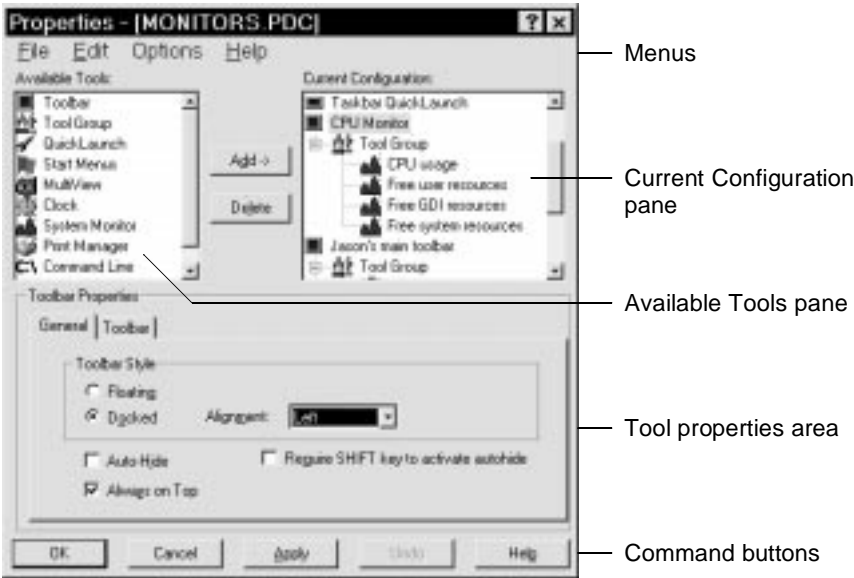 Properties - [MONITORS.PDC]
File Edit Options Help
Menus
Available Tools:
Toolbar
Tool Group
QuickLaunch
Start Menus
MultiView
Clock
System Monitor
Print Manager
Command Line
Add ->
Delete
Current Configuration:
Taskbar QuickLaunch
CPU Monitor
Tool Group
CPU usage
Free user resources
Free GDI resources
Free system resources
Jason's main toolbar
Tool Group
Current Configuration
pane
Available Tools pane
Toolbar Properties
General Toolbar
Toolbar Style
Floating
Docked Alignment: Left
Auto-Hide Require SHIFT key to activate autohide
Always on Top
Tool properties area
OK Cancel Apply Undo Help
Command buttons